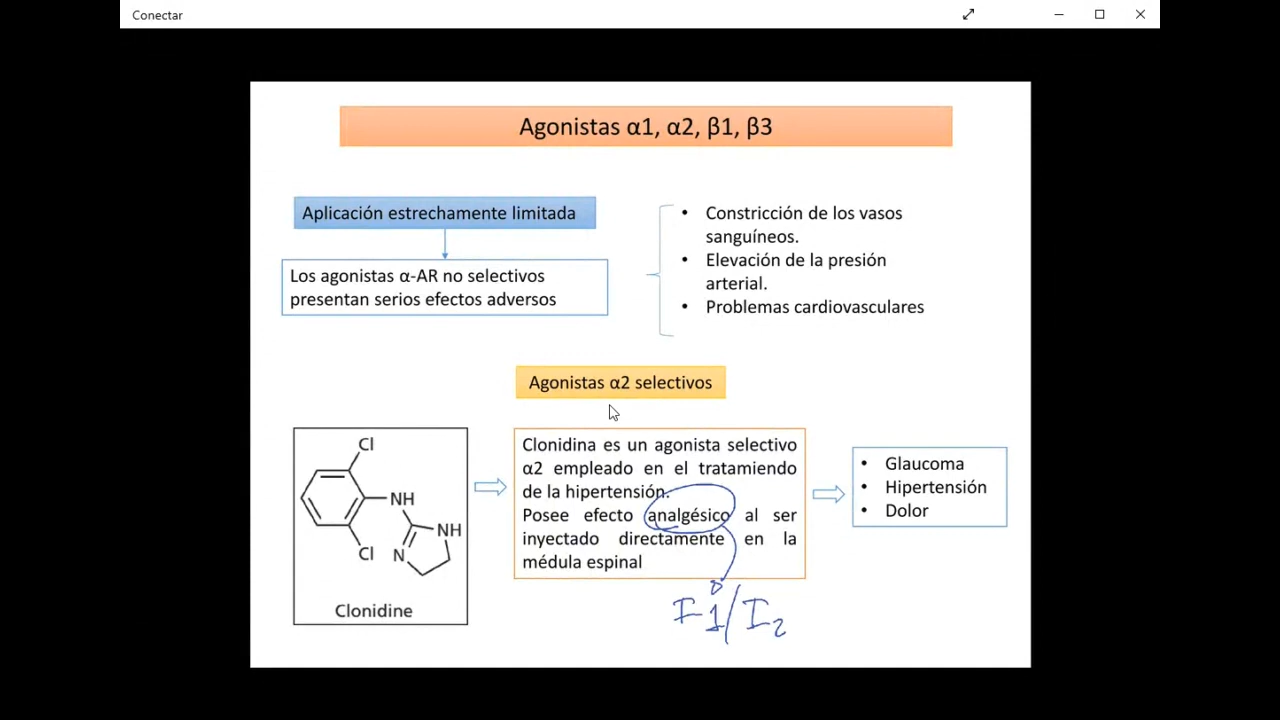 Conectar
Agonistas α1, α2, β1, β3
Aplicación estrechamente limitada
Los agonistas α-AR no selectivos
presentan serios efectos adversos
• Constricción de los vasos
sanguíneos.
• Elevación de la presión
arterial.
• Problemas cardiovasculares
Agonistas α2 selectivos
Cl
NH
NH
N
Cl
Clonidine
Clonidina es un agonista selectivo
α2 empleado en el tratamiendo
de la hipertensión.
Posee efecto analgésico al ser
inyectado directamente en la
médula espinal
• Glaucoma
• Hipertensión
• Dolor
I1/I2